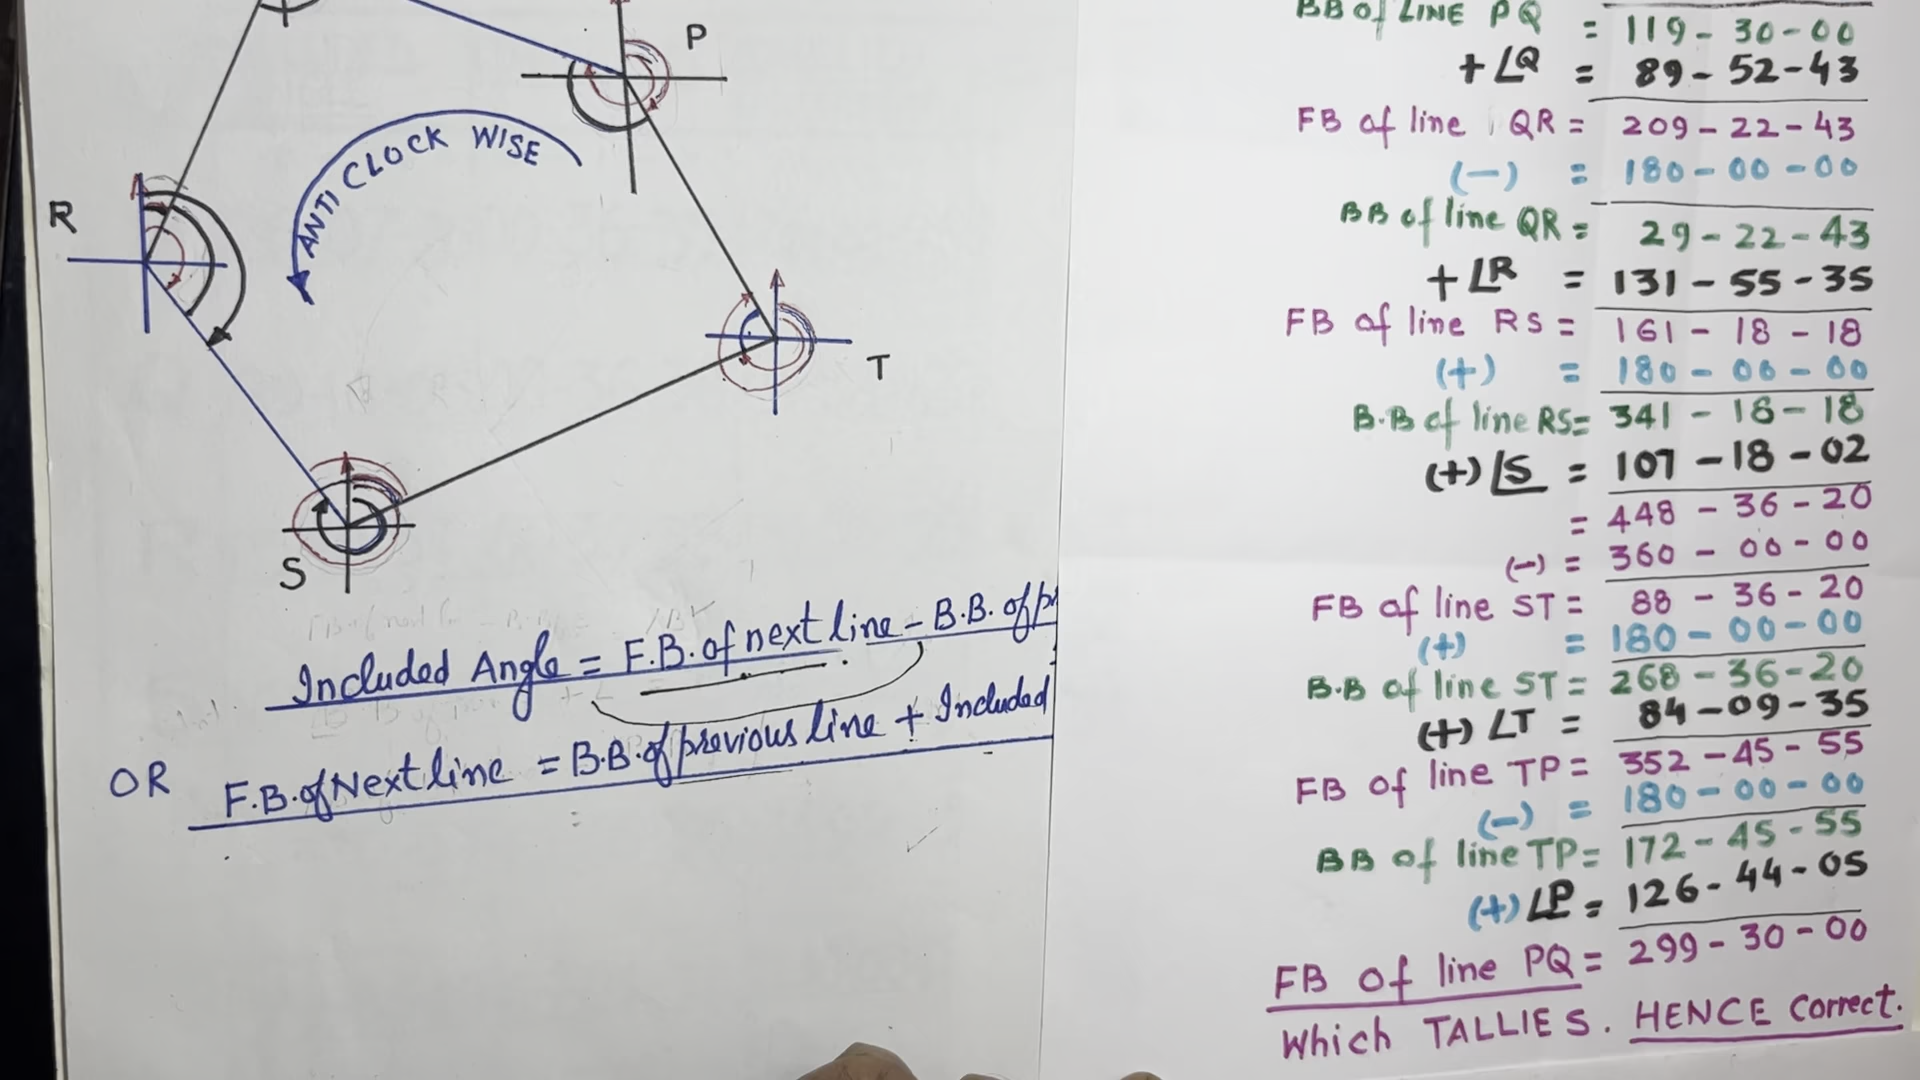 P
ANTI CLOCK WISE
R
T
S
Included Angle = F.B. of next line - B.B. of
OR F.B. of Next line = B.B. of previous line + Included
BB of LINE PQ = 119 - 30 - 00
+ ∠Q = 89 - 52 - 43
FB of line QR = 209 - 22 - 43
(-) = 180 - 00 - 00
BB of line QR = 29 - 22 - 43
+ ∠R = 131 - 55 - 35
FB of line RS = 161 - 18 - 18
(+) = 180 - 00 - 00
B.B of line RS = 341 - 18 - 18
(+) ∠S = 107 - 18 - 02
= 448 - 36 - 20
(-) = 360 - 00 - 00
FB of line ST = 88 - 36 - 20
(+) = 180 - 00 - 00
B.B of line ST = 268 - 36 - 20
(+) ∠T = 84 - 09 - 35
FB of line TP = 352 - 45 - 55
(-) = 180 - 00 - 00
BB of line TP = 172 - 45 - 55
(+) ∠P = 126 - 44 - 05
FB of line PQ = 299 - 30 - 00
Which TALLIES. HENCE Correct.